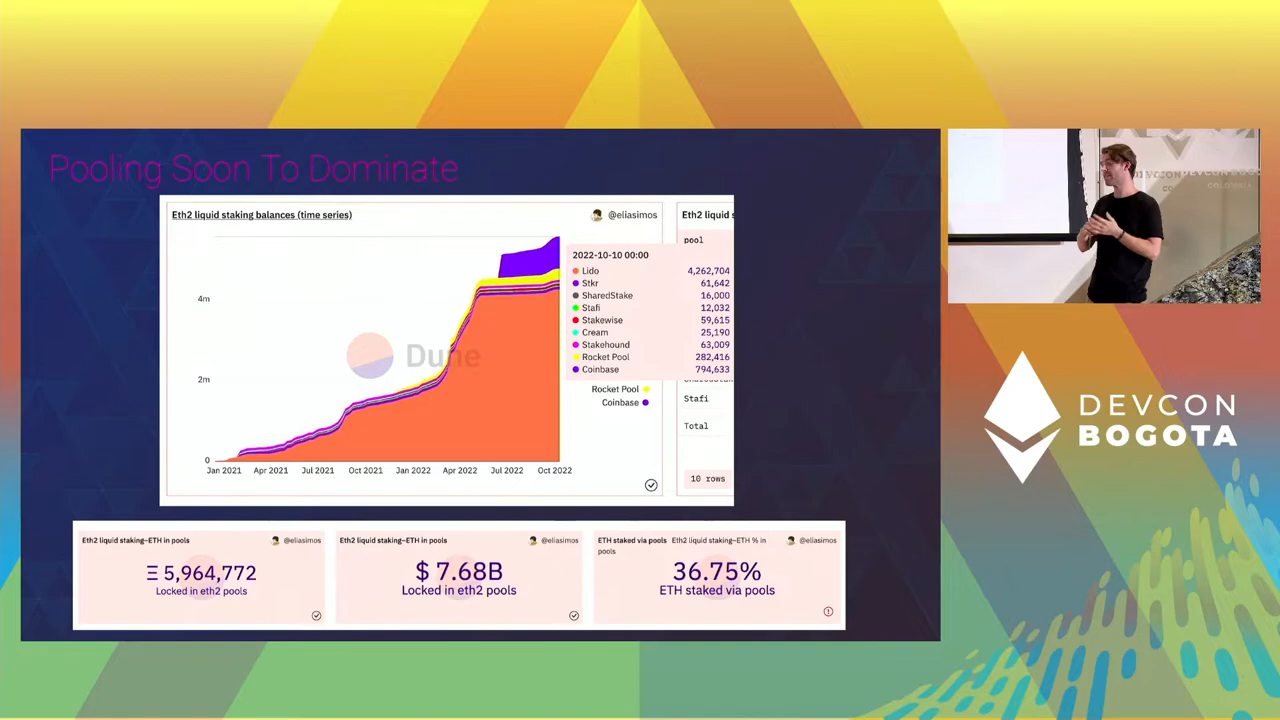 Pooling Soon To Dominate
Eth2 liquid staking balances (time series)
@eliasimos
4m
2m
0
Jan 2021
Apr 2021
Jul 2021
Oct 2021
Jan 2022
Apr 2022
Jul 2022
Oct 2022
Dune
2022-10-10 00:00
Lido 4,262,704
Stkr 61,642
SharedStake 16,000
Stafi 12,032
Stakewise 59,615
Cream 25,190
Stakehound 63,009
Rocket Pool 282,416
Coinbase 794,633
Rocket Pool
Coinbase
Eth2 liquid s
pool
Stafi
Total
10 rows
Eth2 liquid staking-ETH in pools
@eliasimos
Ξ 5,964,772
Locked in eth2 pools
Eth2 liquid staking-ETH in pools
@eliasimos
$ 7.68B
Locked in eth2 pools
ETH staked via pools Eth2 liquid staking-ETH % in
pools
@eliasimos
36.75%
ETH staked via pools
DEVCON
BOGOTA